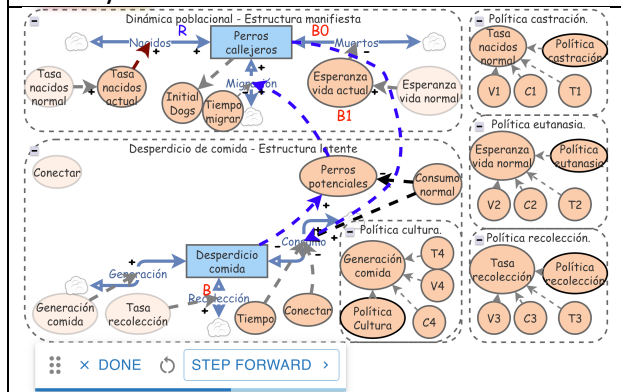 Dinámica poblacional - Estructura manifiesta
Nacidos
R
Perros
callejeros
B0
Muertos
Tasa
nacidos
normal
Tasa
nacidos
actual
Initial
Dogs
Tiempo
migrar
Migración
Esperanza
vida actual
Esperanza
vida normal
B1
Desperdicio de comida - Estructura latente
Conectar
Perros
potenciales
Consumo
normal
Desperdicio
comida
Consumo
Generación
B
Recolección
Generación
comida
Tasa
recolección
Tiempo
Conectar
Política cultura.
Generación
comida
T4
V4
C4
Política
Cultura
Política castración.
Tasa
nacidos
normal
Política
castración
V1
C1
T1
Política eutanasia.
Esperanza
vida normal
Política
eutanasia
V2
C2
T2
Política recolección.
Tasa
recolección
Política
recolección
V3
C3
T3
× DONE
STEP FORWARD >